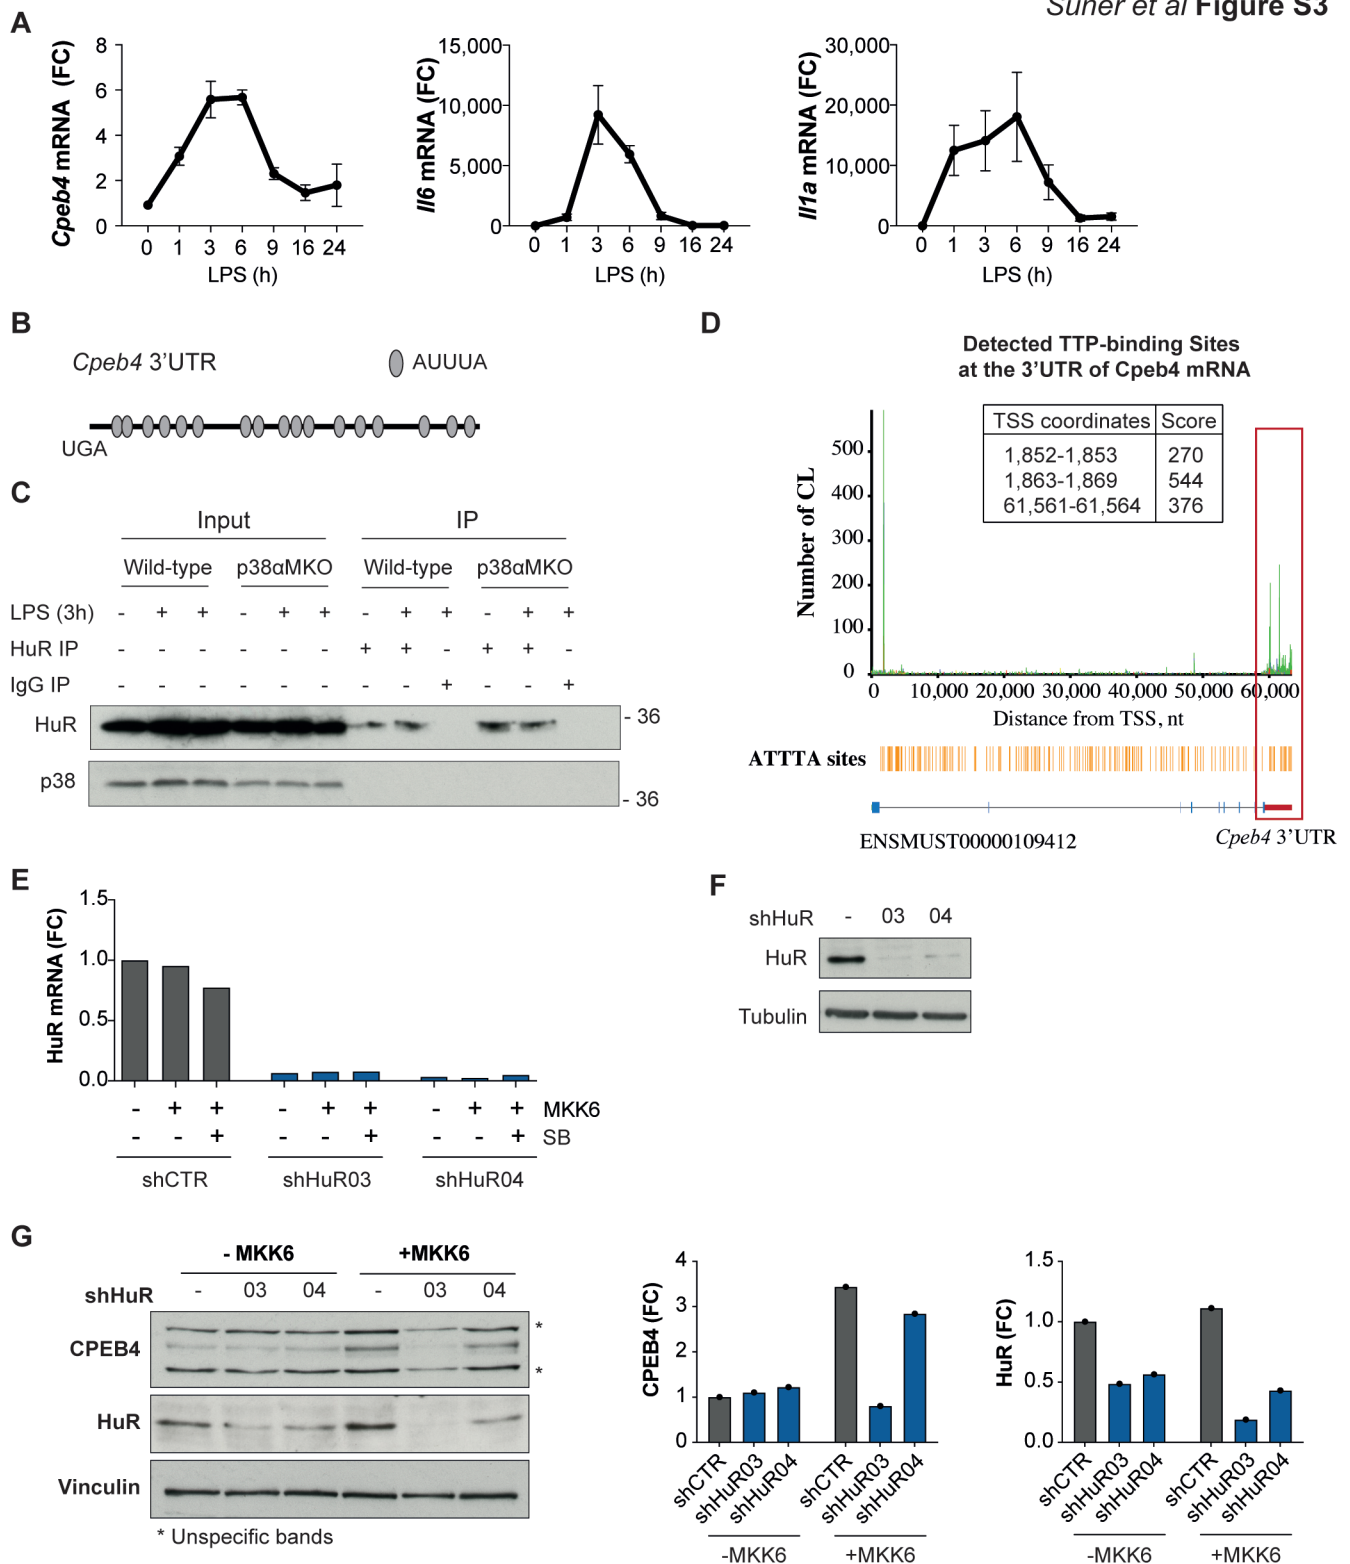 Suñer et al Figure S3
A
Cpeb4 mRNA (FC)
8
6
4
2
0
0 1 3 6 9 16 24
LPS (h)
Il6 mRNA (FC)
15,000
10,000
5,000
0
0 1 3 6 9 16 24
LPS (h)
Il1a mRNA (FC)
30,000
20,000
10,000
0
0 1 3 6 9 16 24
LPS (h)
B
Cpeb4 3'UTR
AUUUA
UGA
C
Input IP
Wild-type p38αMKO Wild-type p38αMKO
LPS (3h) - + + - + + - + + - + +
HuR IP - - - - - - + + - + + -
IgG IP - - - - - - - - + - - +
HuR - 36
p38 - 36
D
Detected TTP-binding Sites
at the 3'UTR of Cpeb4 mRNA
TSS coordinates Score
1,852-1,853 270
1,863-1,869 544
61,561-61,564 376
Number of CL
500
400
300
200
100
0
0 10,000 20,000 30,000 40,000 50,000 60,000
Distance from TSS, nt
ATTTA sites
ENSMUST00000109412
Cpeb4 3'UTR
E
HuR mRNA (FC)
1.5
1.0
0.5
0.0
- + + - + + - + + MKK6
- - + - - + - - + SB
shCTR shHuR03 shHuR04
F
shHuR - 03 04
HuR
Tubulin
G
- MKK6 +MKK6
shHuR - 03 04 - 03 04
CPEB4 * *
HuR
Vinculin
* Unspecific bands
CPEB4 (FC)
4
3
2
1
0
shCTR shHuR03 shHuR04 shCTR shHuR03 shHuR04
-MKK6 +MKK6
HuR (FC)
1.5
1.0
0.5
0.0
shCTR shHuR03 shHuR04 shCTR shHuR03 shHuR04
-MKK6 +MKK6